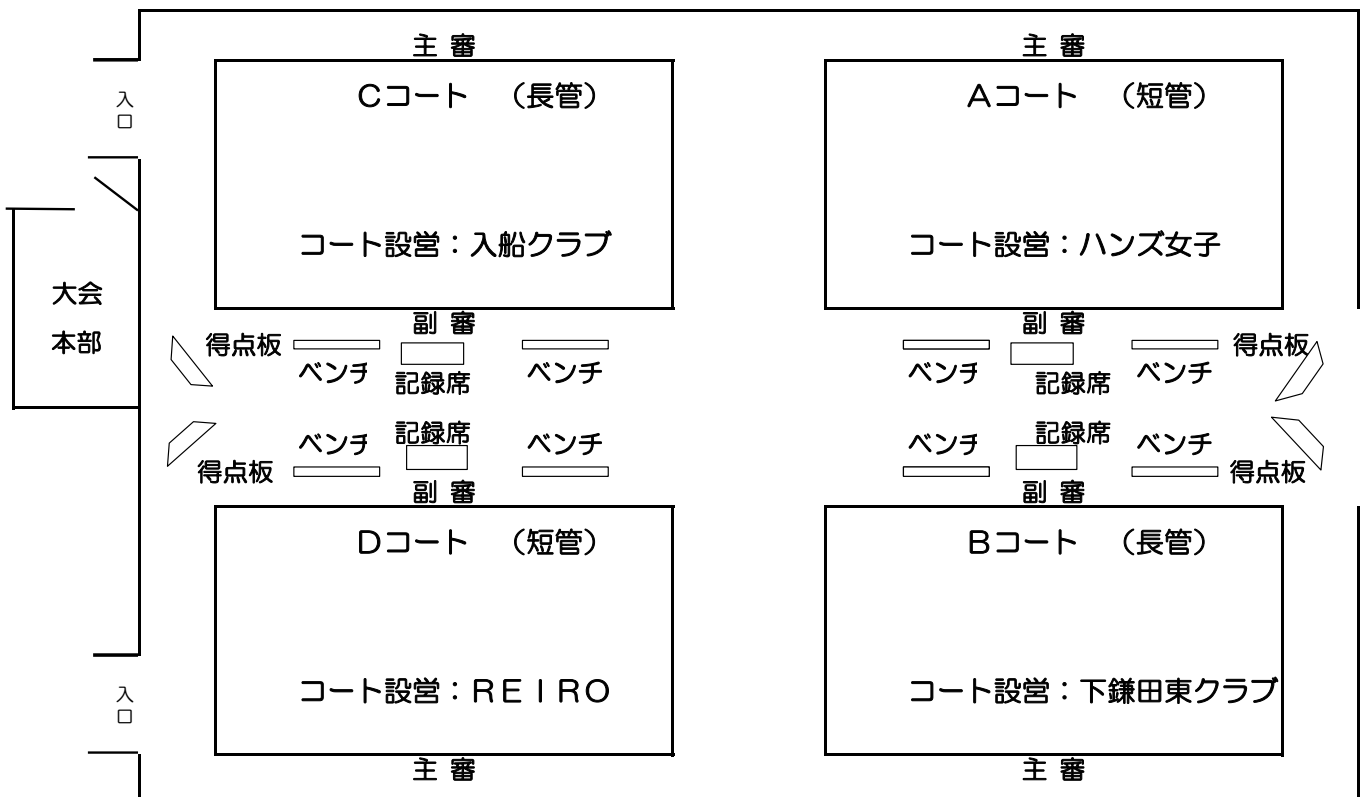 主 審
主 審
Cコート （長管）
Aコート （短管）
入口
コート設営：入船クラブ
コート設営：ハンズ女子
大会
本部
副 審
副 審
得点板
ベンチ
記録席
ベンチ
ベンチ
記録席
ベンチ
得点板
得点板
ベンチ
記録席
ベンチ
ベンチ
記録席
ベンチ
得点板
副 審
副 審
Dコート （短管）
Bコート （長管）
入口
コート設営：ＲＥＩＲＯ
コート設営：下鎌田東クラブ
主 審
主 審